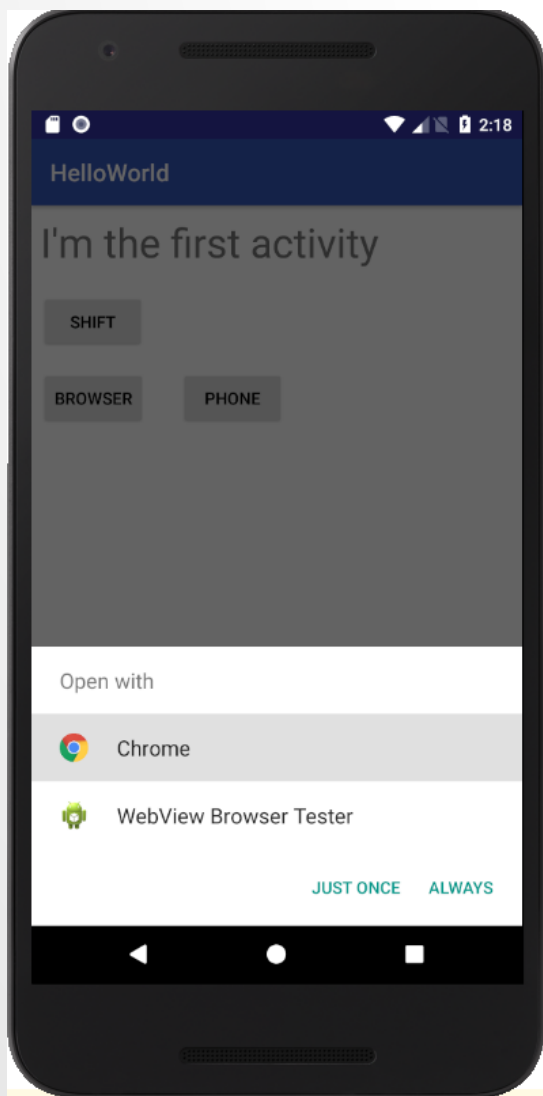 2:18
HelloWorld
I'm the first activity
SHIFT
BROWSER PHONE
Open with
Chrome
WebView Browser Tester
JUST ONCE ALWAYS